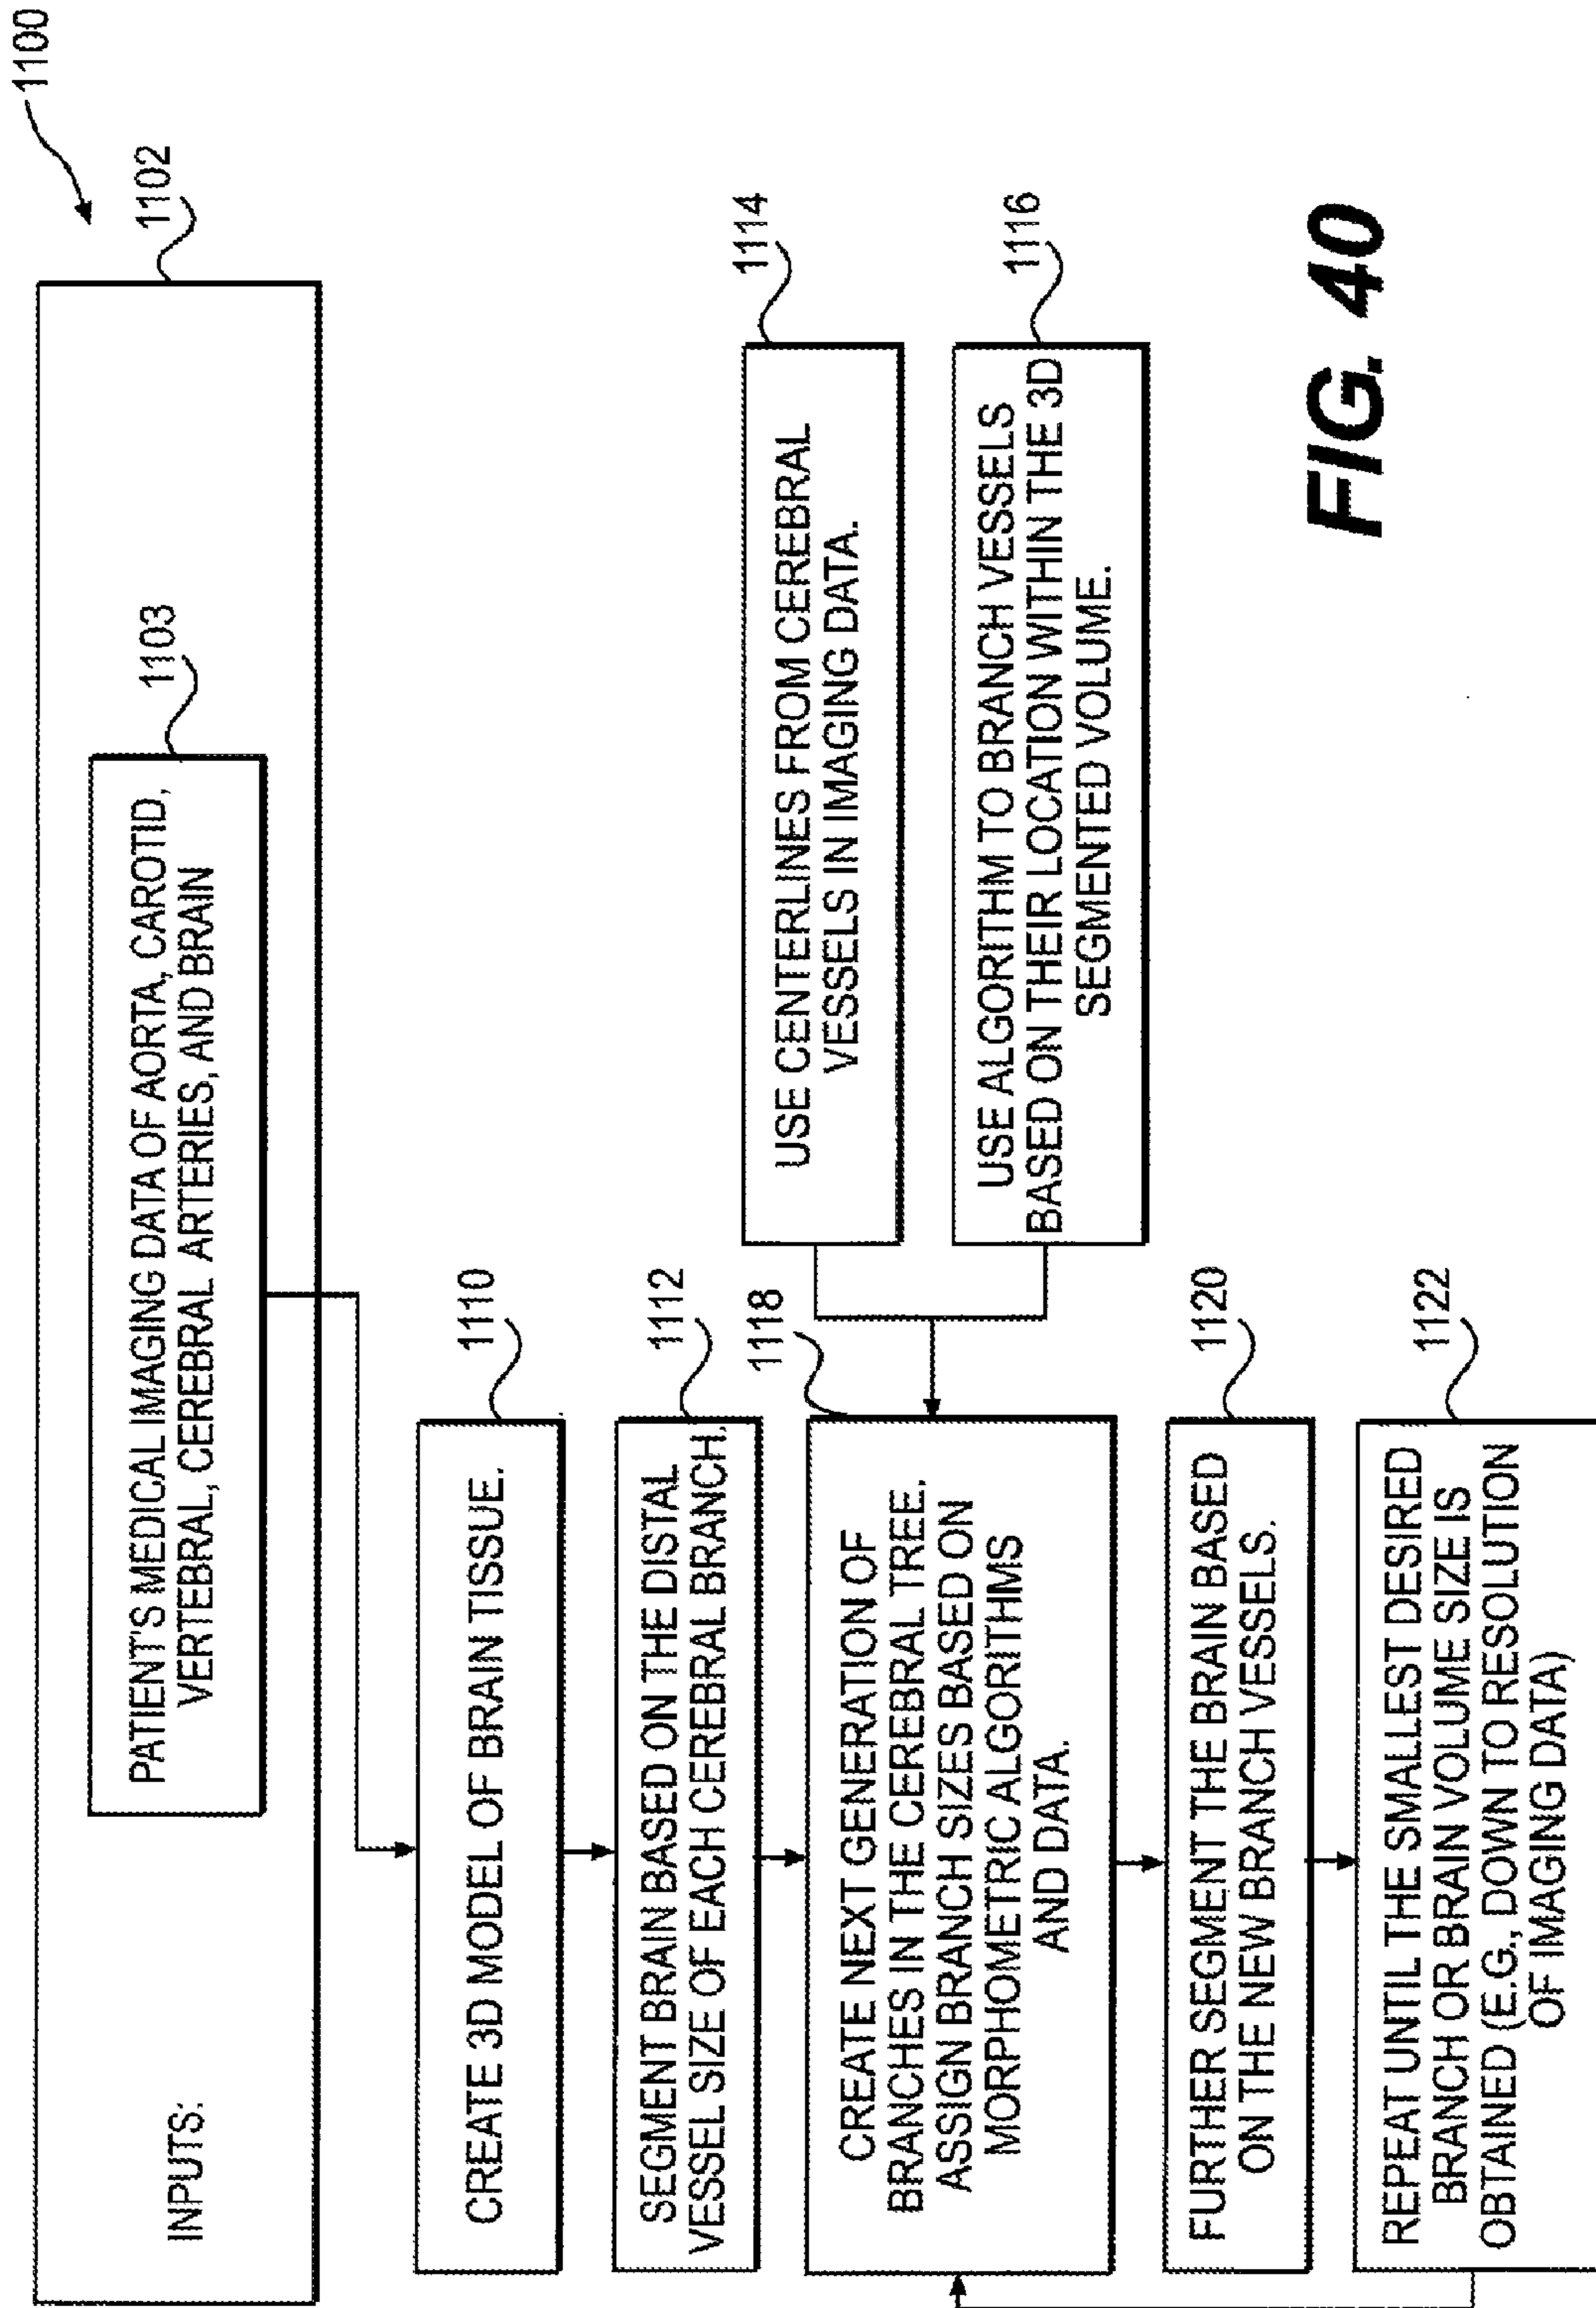 1100
1102
INPUTS:
1103
PATIENT'S MEDICAL IMAGING DATA OF AORTA, CAROTID,
VERTEBRAL, CEREBRAL ARTERIES, AND BRAIN
1110
CREATE 3D MODEL OF BRAIN TISSUE.
1112
SEGMENT BRAIN BASED ON THE DISTAL
VESSEL SIZE OF EACH CEREBRAL BRANCH.
1114
USE CENTERLINES FROM CEREBRAL
VESSELS IN IMAGING DATA.
1116
USE ALGORITHM TO BRANCH VESSELS
BASED ON THEIR LOCATION WITHIN THE 3D
SEGMENTED VOLUME.
1118
CREATE NEXT GENERATION OF
BRANCHES IN THE CEREBRAL TREE.
ASSIGN BRANCH SIZES BASED ON
MORPHOMETRIC ALGORITHMS
AND DATA.
1120
FURTHER SEGMENT THE BRAIN BASED
ON THE NEW BRANCH VESSELS.
1122
REPEAT UNTIL THE SMALLEST DESIRED
BRANCH OR BRAIN VOLUME SIZE IS
OBTAINED (E.G., DOWN TO RESOLUTION
OF IMAGING DATA)
FIG. 40